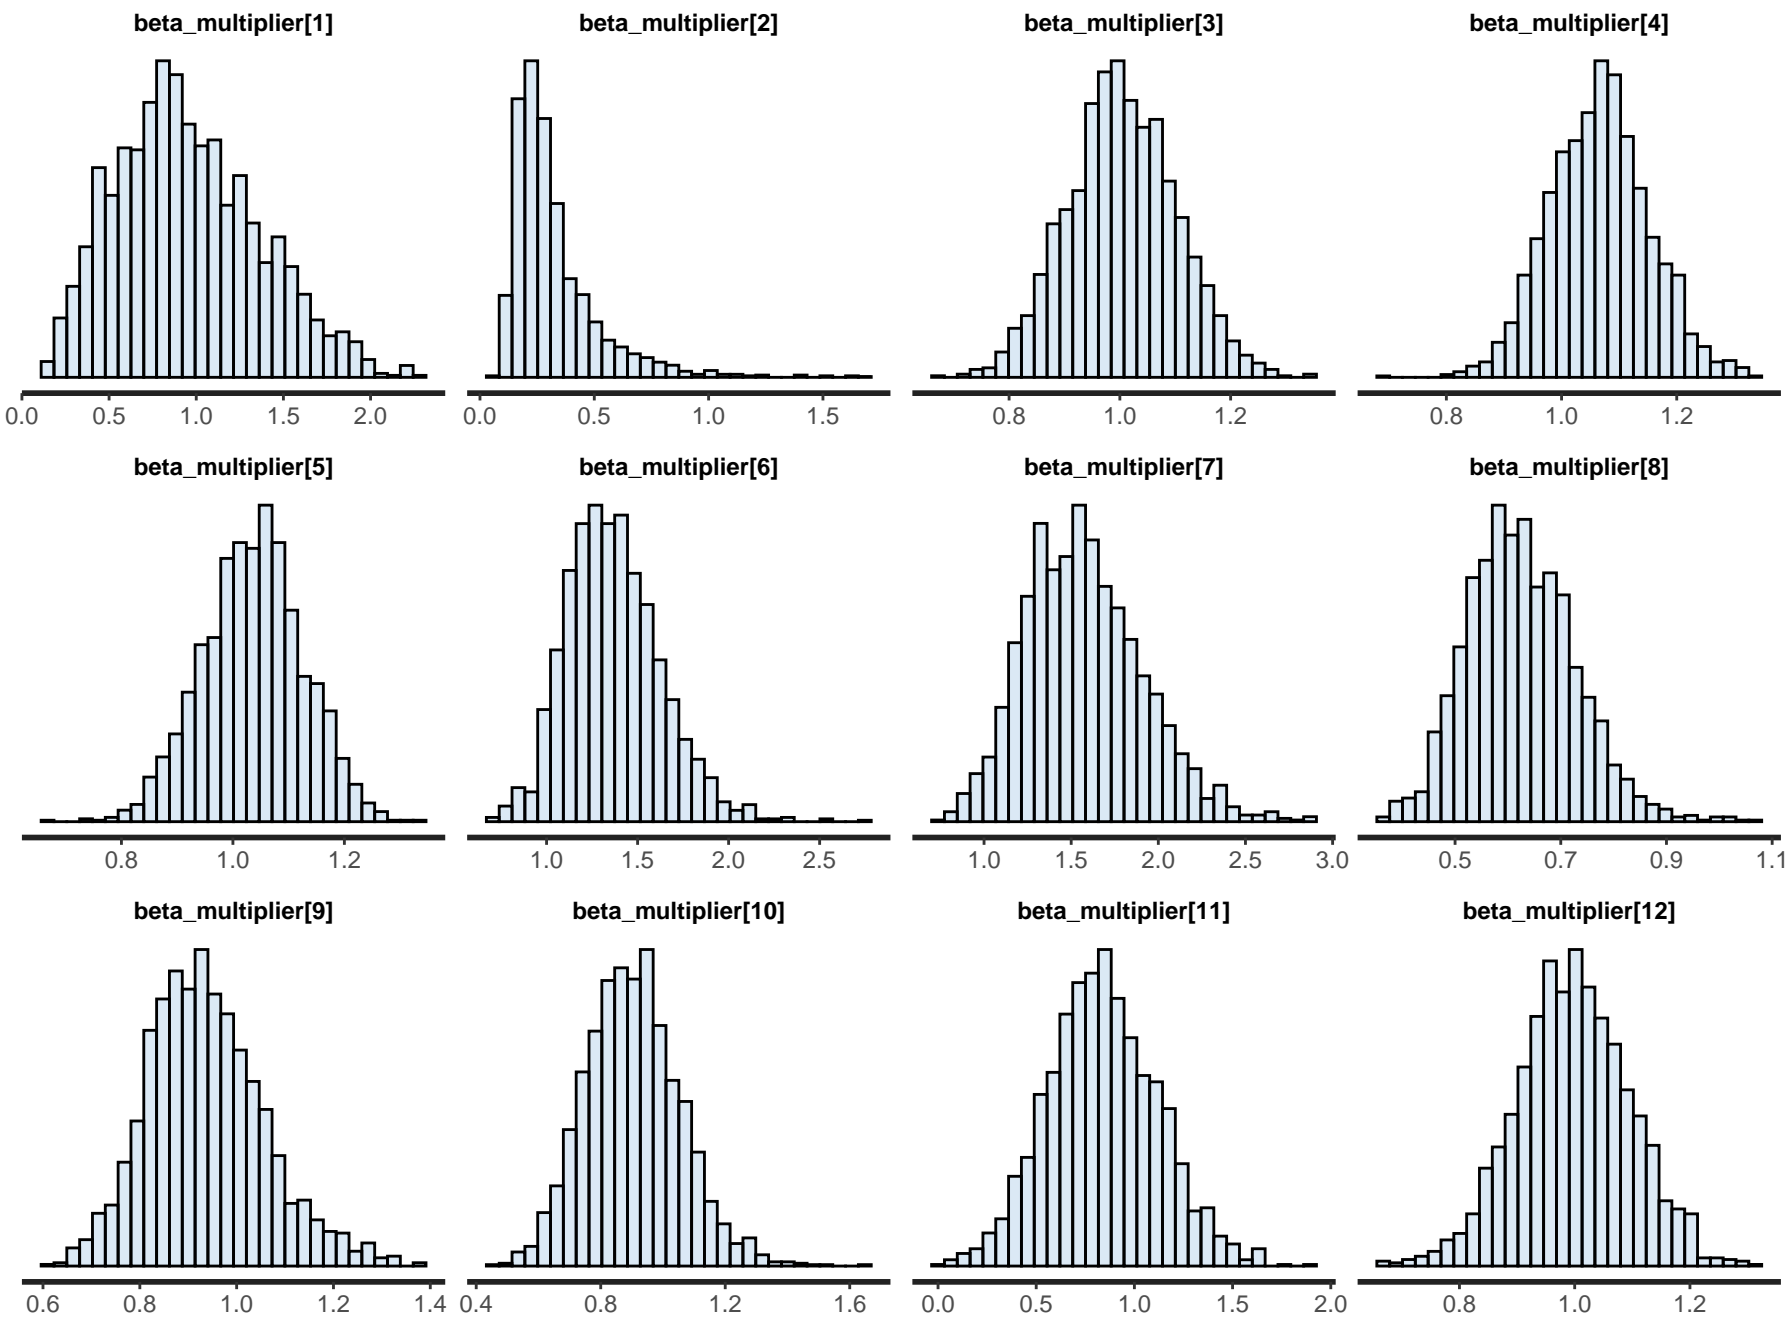 beta_multiplier[1] beta_multiplier[2] beta_multiplier[3] beta_multiplier[4]
0.0 0.5 1.0 1.5 2.0 0.0 0.5 1.0 1.5 0.8 1.0 1.2 0.8 1.0 1.2
beta_multiplier[5] beta_multiplier[6] beta_multiplier[7] beta_multiplier[8]
0.8 1.0 1.2 1.0 1.5 2.0 2.5 1.0 1.5 2.0 2.5 3.0 0.5 0.7 0.9 1.1
beta_multiplier[9] beta_multiplier[10] beta_multiplier[11] beta_multiplier[12]
0.6 0.8 1.0 1.2 1.4 0.4 0.8 1.2 1.6 0.0 0.5 1.0 1.5 2.0 0.8 1.0 1.2